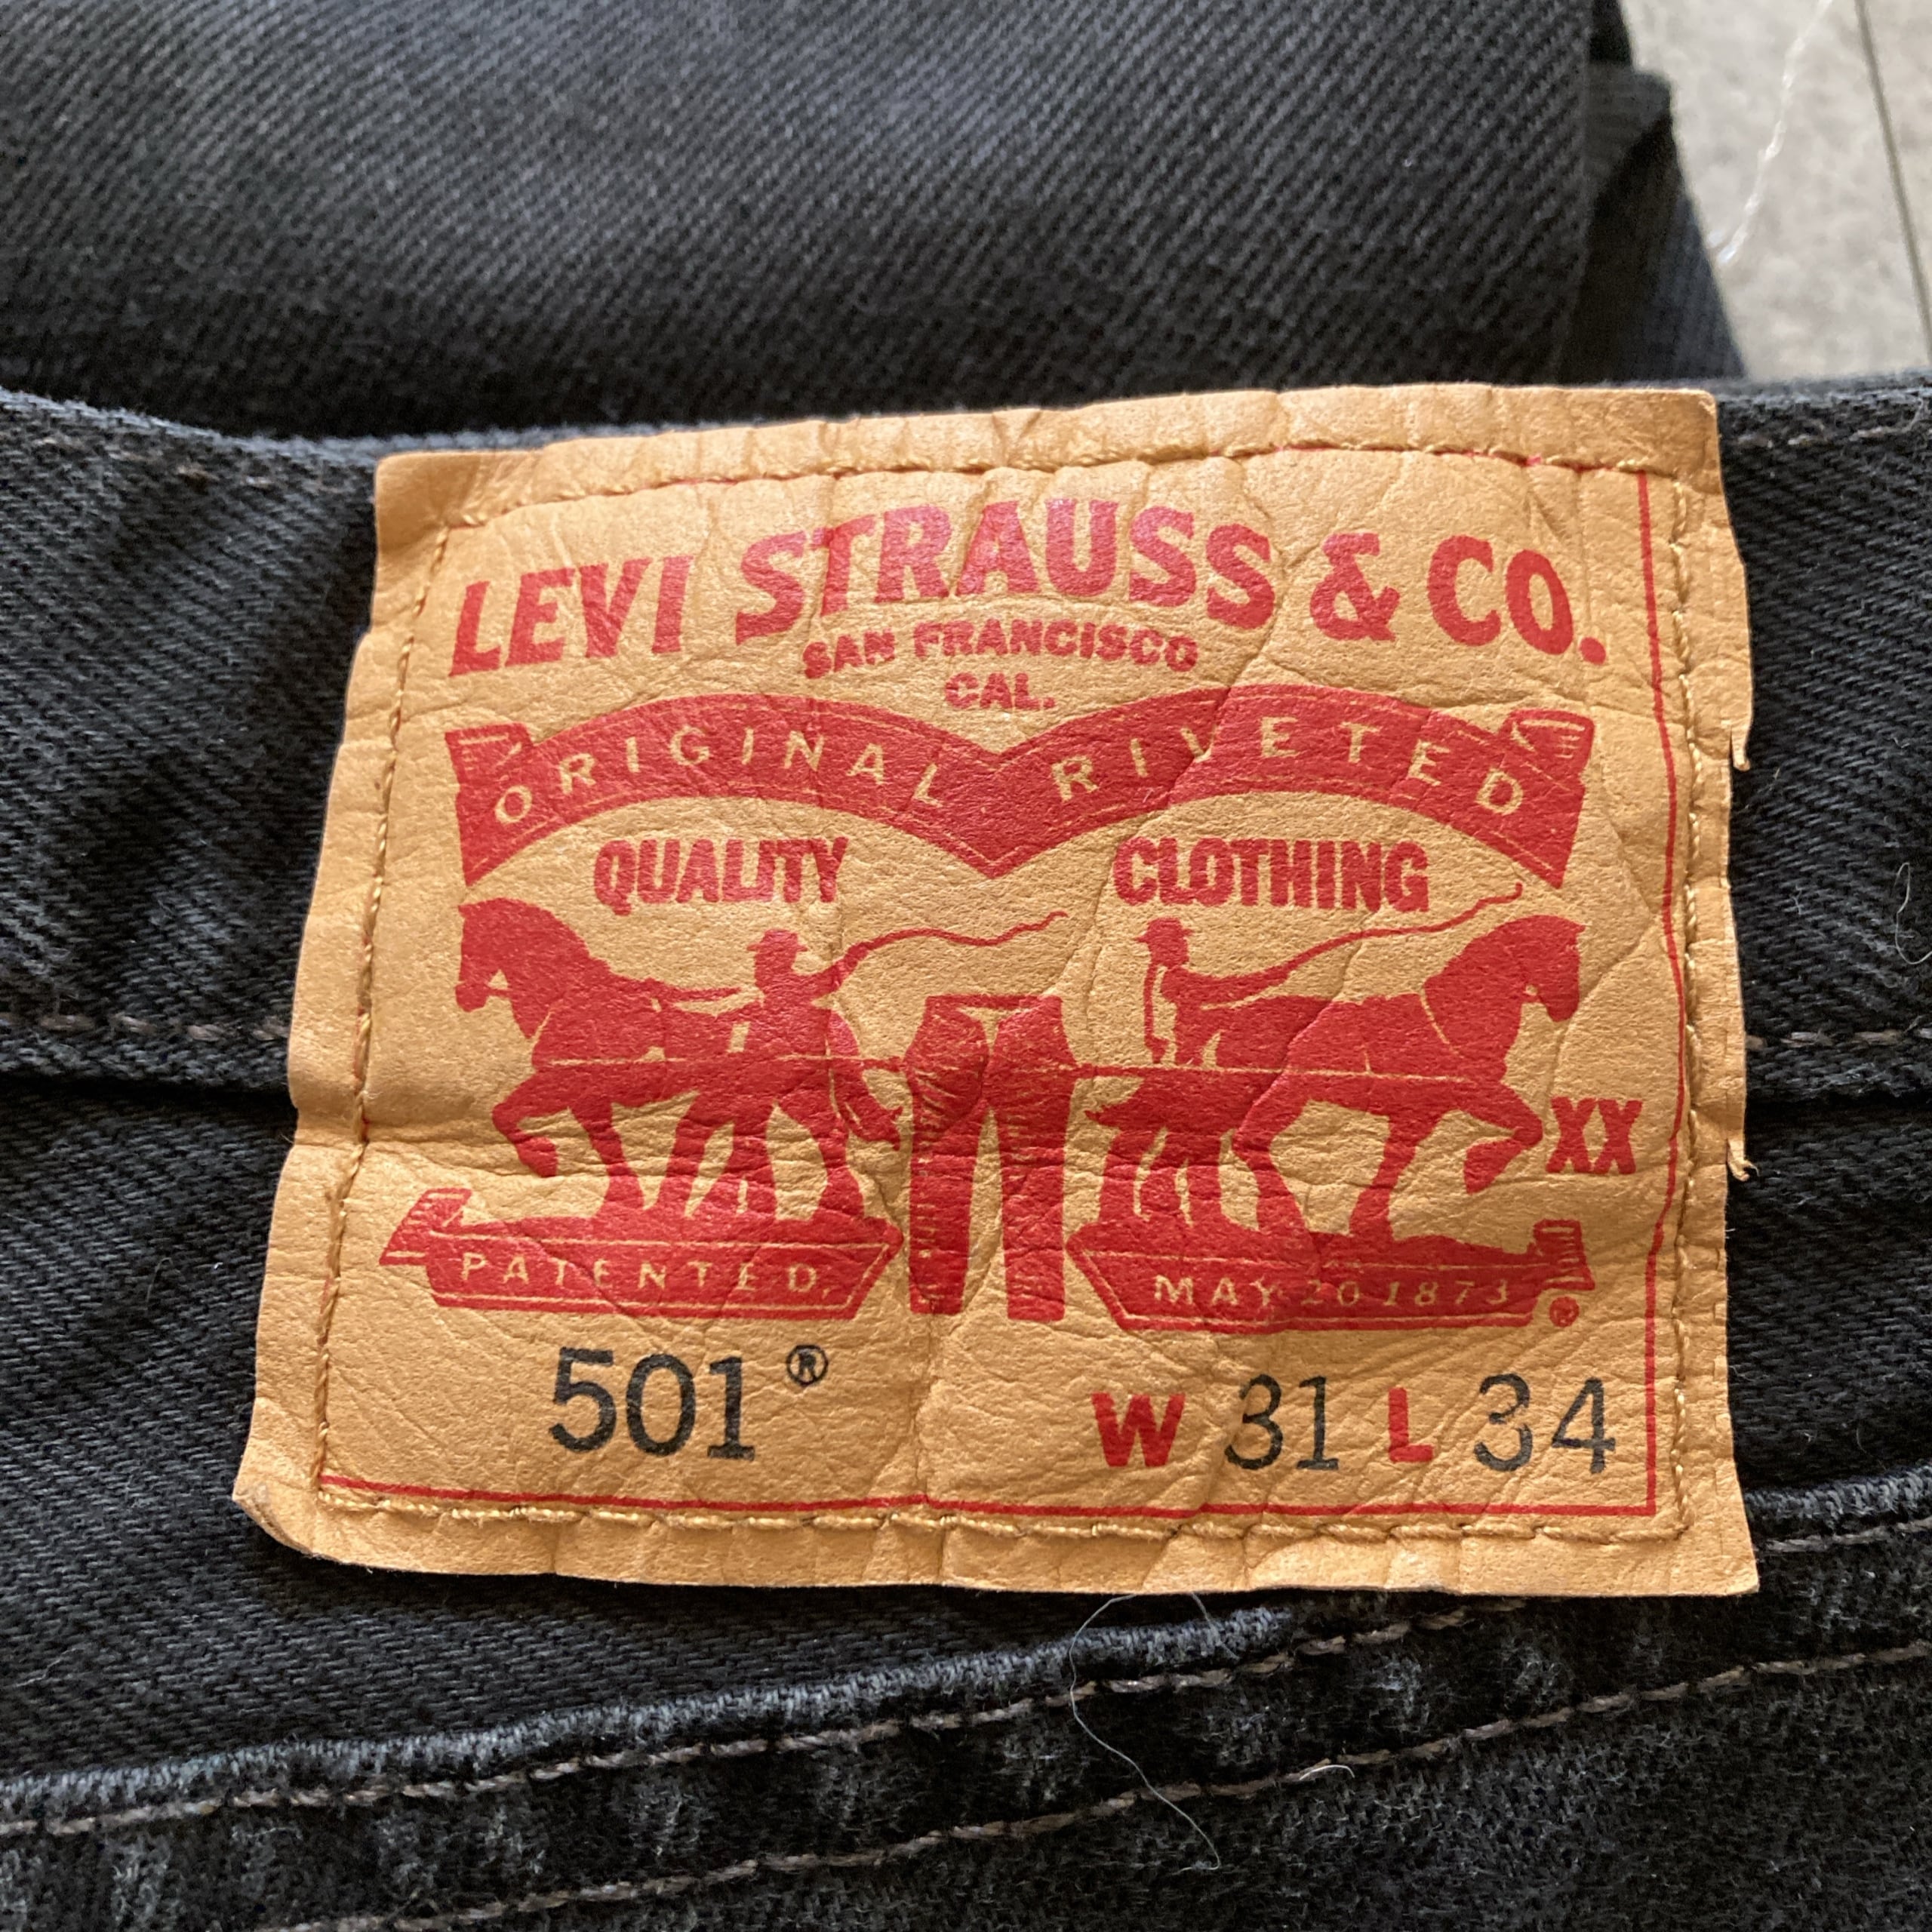 LEVI STRAUSS & CO.
SAN FRANCISCO
CAL.
ORIGINAL RIVETED
QUALITY CLOTHING
XX
PATENTED, MAY 20 1873 ®
501® W 31 L 34